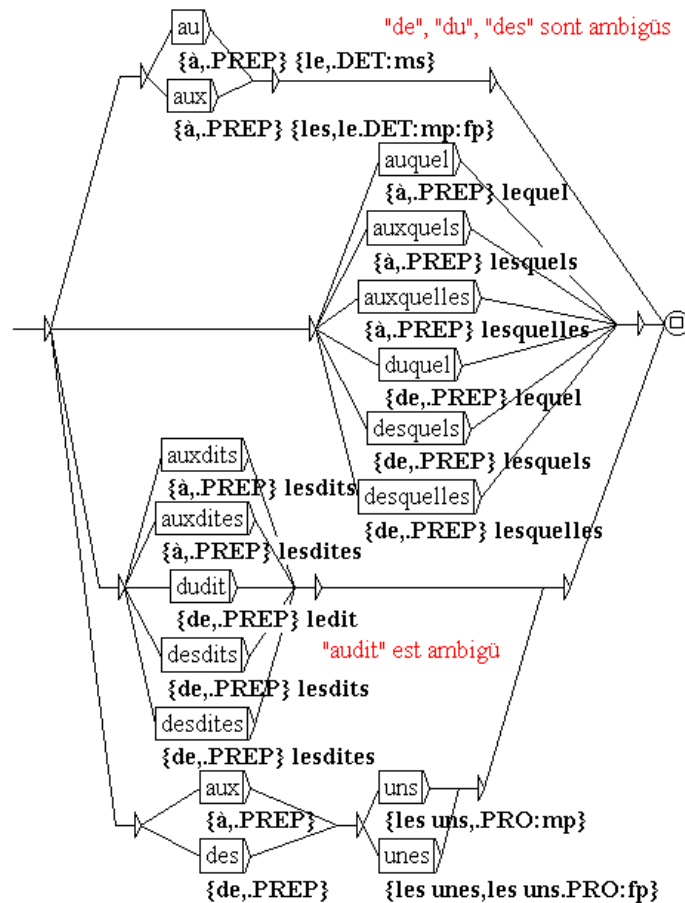 au
"de", "du", "des" sont ambigüs
{à,.PREP} {le,.DET:ms}
aux
{à,.PREP} {les,le.DET:mp:fp}
auquel
{à,.PREP} lequel
auxquels
{à,.PREP} lesquels
auxquelles
{à,.PREP} lesquelles
duquel
{de,.PREP} lequel
desquels
{de,.PREP} lesquels
desquelles
{de,.PREP} lesquelles
auxdits
{à,.PREP} lesdits
auxdites
{à,.PREP} lesdites
dudit
{de,.PREP} ledit
desdits
{de,.PREP} lesdits
desdites
{de,.PREP} lesdites
"audit" est ambigü
aux
{à,.PREP}
des
{de,.PREP}
uns
{les uns,.PRO:mp}
unes
{les unes,les uns.PRO:fp}